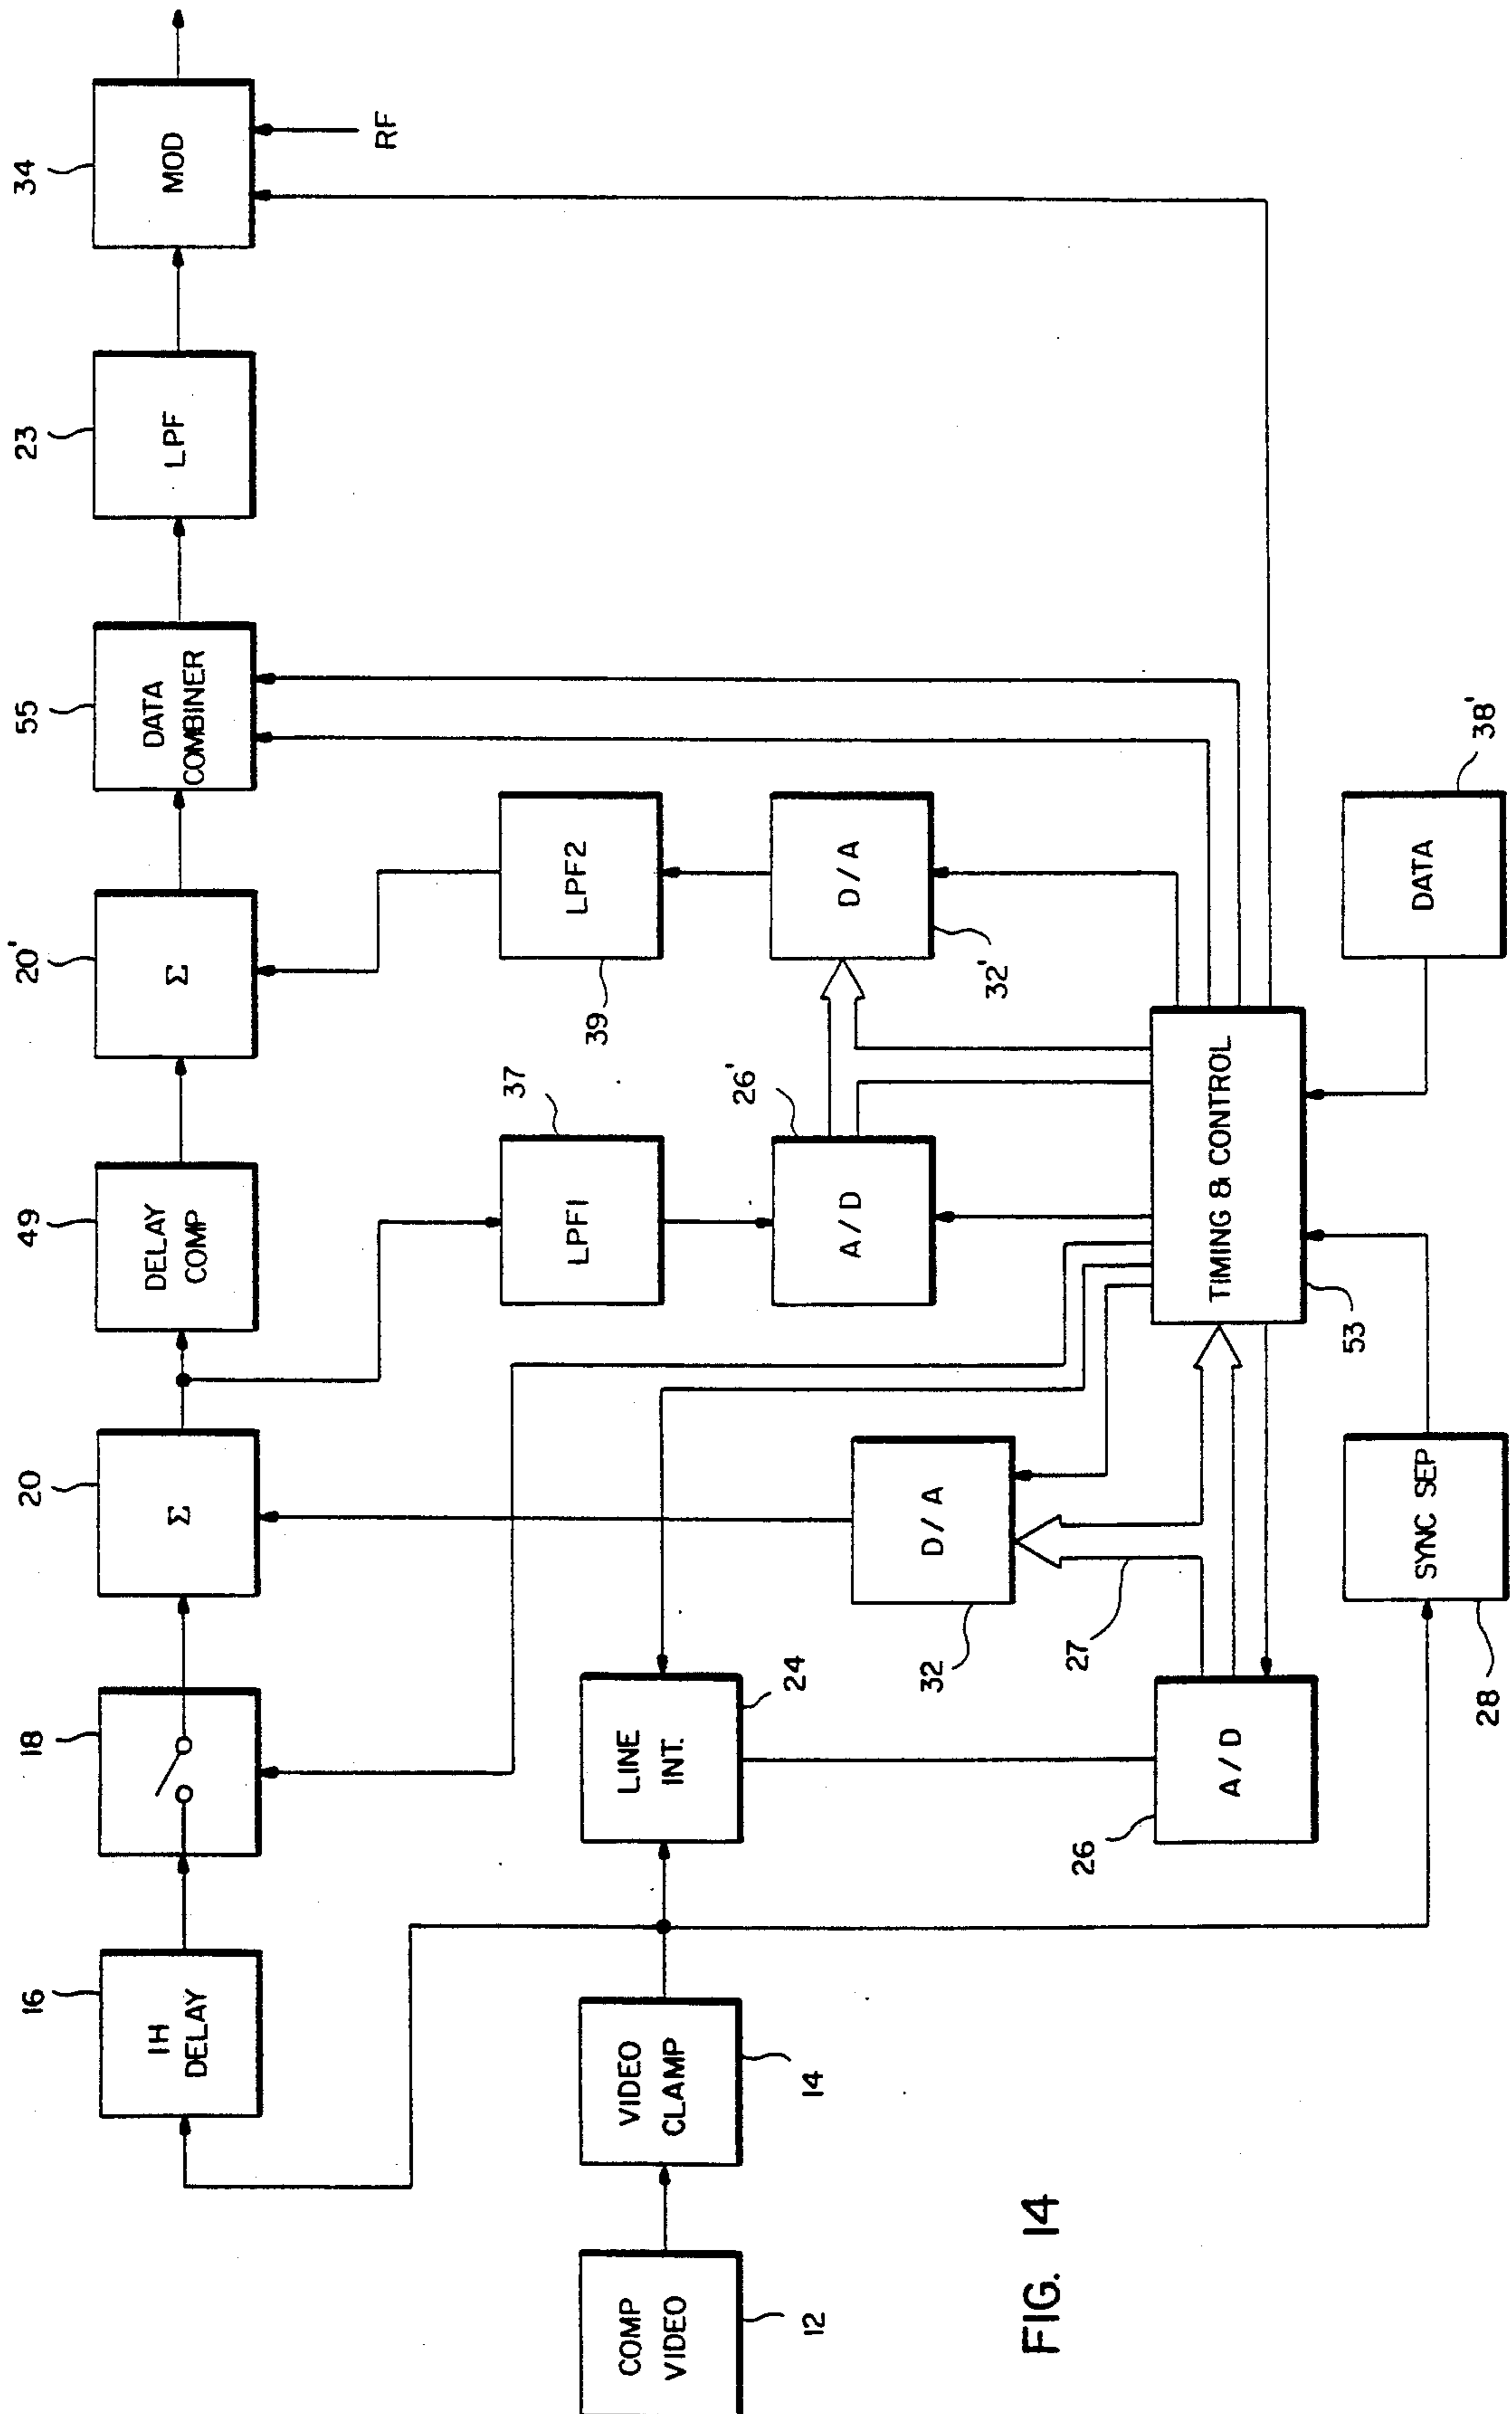 16
1H
DELAY
18
20
Σ
49
DELAY
COMP
20'
Σ
55
DATA
COMBINER
23
LPF
34
MOD
RF
12
COMP
VIDEO
14
VIDEO
CLAMP
24
LINE
INT.
37
LPF1
39
LPF2
26'
A/D
32'
D/A
32
D/A
27
26
A/D
53
TIMING & CONTROL
28
SYNC SEP
38'
DATA
FIG. 14